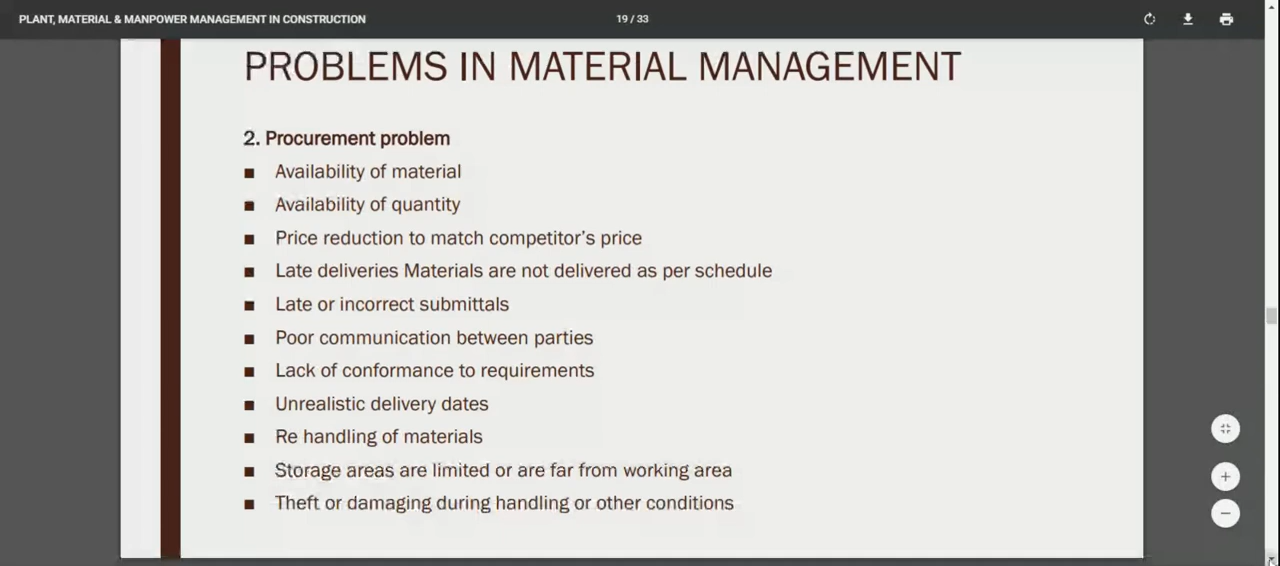 PLANT, MATERIAL & MANPOWER MANAGEMENT IN CONSTRUCTION
19 / 33
PROBLEMS IN MATERIAL MANAGEMENT
2. Procurement problem
■ Availability of material
■ Availability of quantity
■ Price reduction to match competitor’s price
■ Late deliveries Materials are not delivered as per schedule
■ Late or incorrect submittals
■ Poor communication between parties
■ Lack of conformance to requirements
■ Unrealistic delivery dates
■ Re handling of materials
■ Storage areas are limited or are far from working area
■ Theft or damaging during handling or other conditions